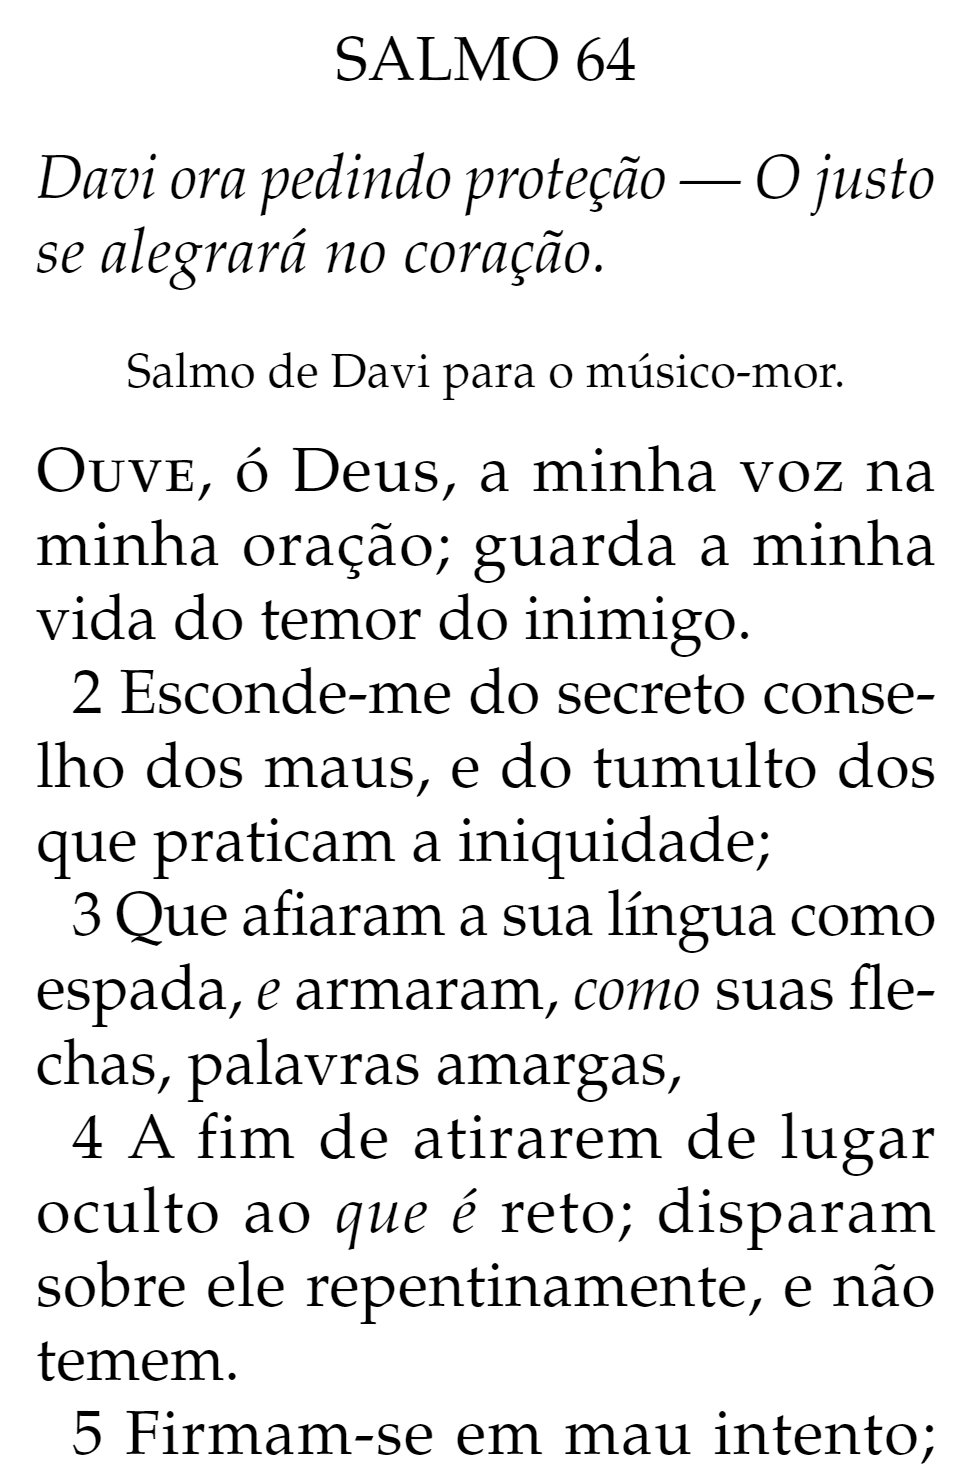 SALMO 64
Davi ora pedindo proteção — O justo
se alegrará no coração.
Salmo de Davi para o músico-mor.
OUVE, ó Deus, a minha voz na
minha oração; guarda a minha
vida do temor do inimigo.
2 Esconde-me do secreto conse-
lho dos maus, e do tumulto dos
que praticam a iniquidade;
3 Que afiaram a sua língua como
espada, e armaram, como suas fle-
chas, palavras amargas,
4 A fim de atirarem de lugar
oculto ao que é reto; disparam
sobre ele repentinamente, e não
temem.
5 Firmam-se em mau intento;